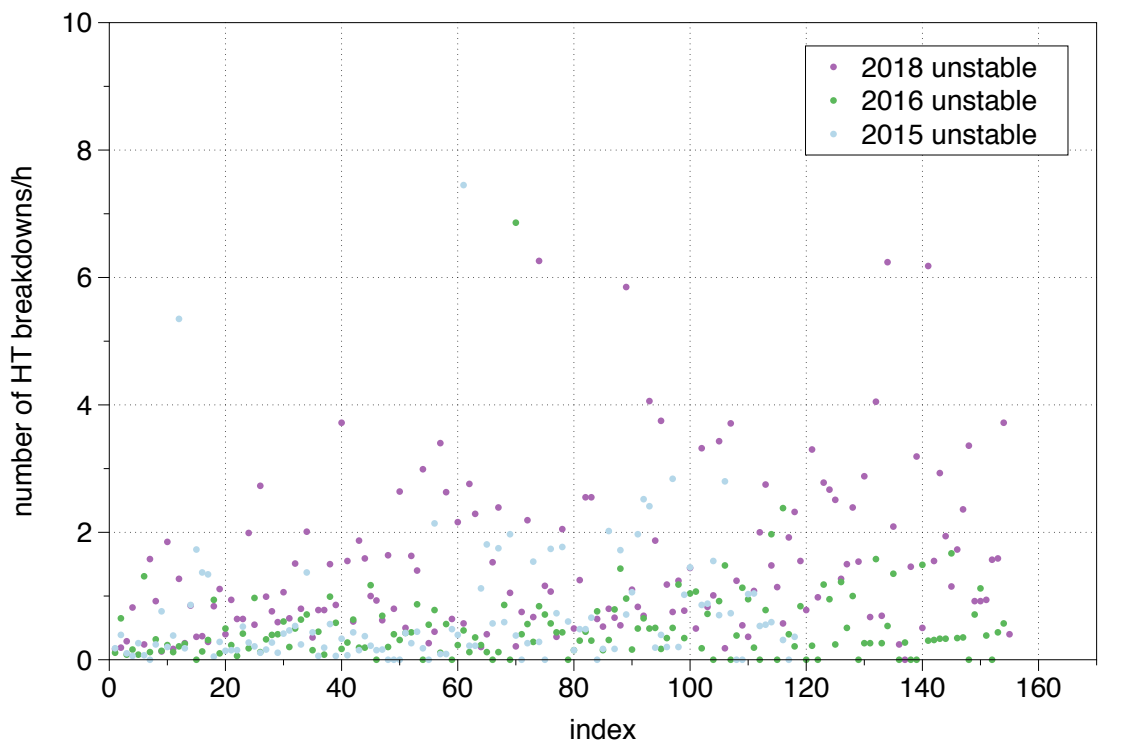 10
8
6
4
2
0
0 20 40 60 80 100 120 140 160
number of HT breakdowns/h
index
2018 unstable
2016 unstable
2015 unstable